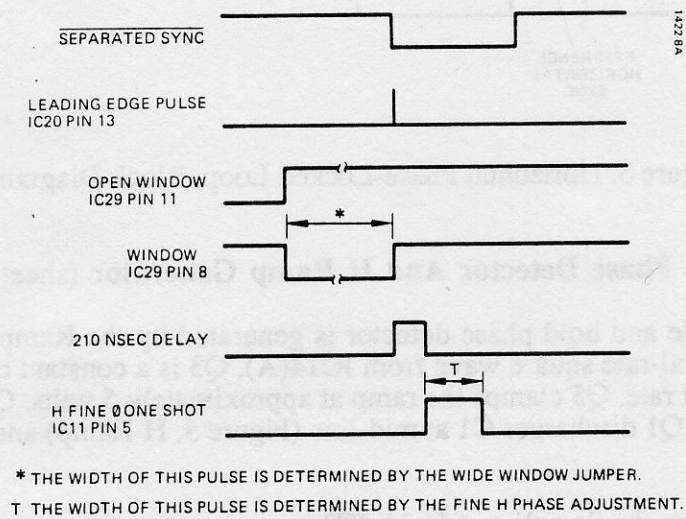 1422 8A
SEPARATED SYNC
LEADING EDGE PULSE
IC20 PIN 13
OPEN WINDOW
IC29 PIN 11
*
WINDOW
IC29 PIN 8
210 NSEC DELAY
T
H FINE Ø ONE SHOT
IC11 PIN 5
* THE WIDTH OF THIS PULSE IS DETERMINED BY THE WIDE WINDOW JUMPER.
T THE WIDTH OF THIS PULSE IS DETERMINED BY THE FINE H PHASE ADJUSTMENT.